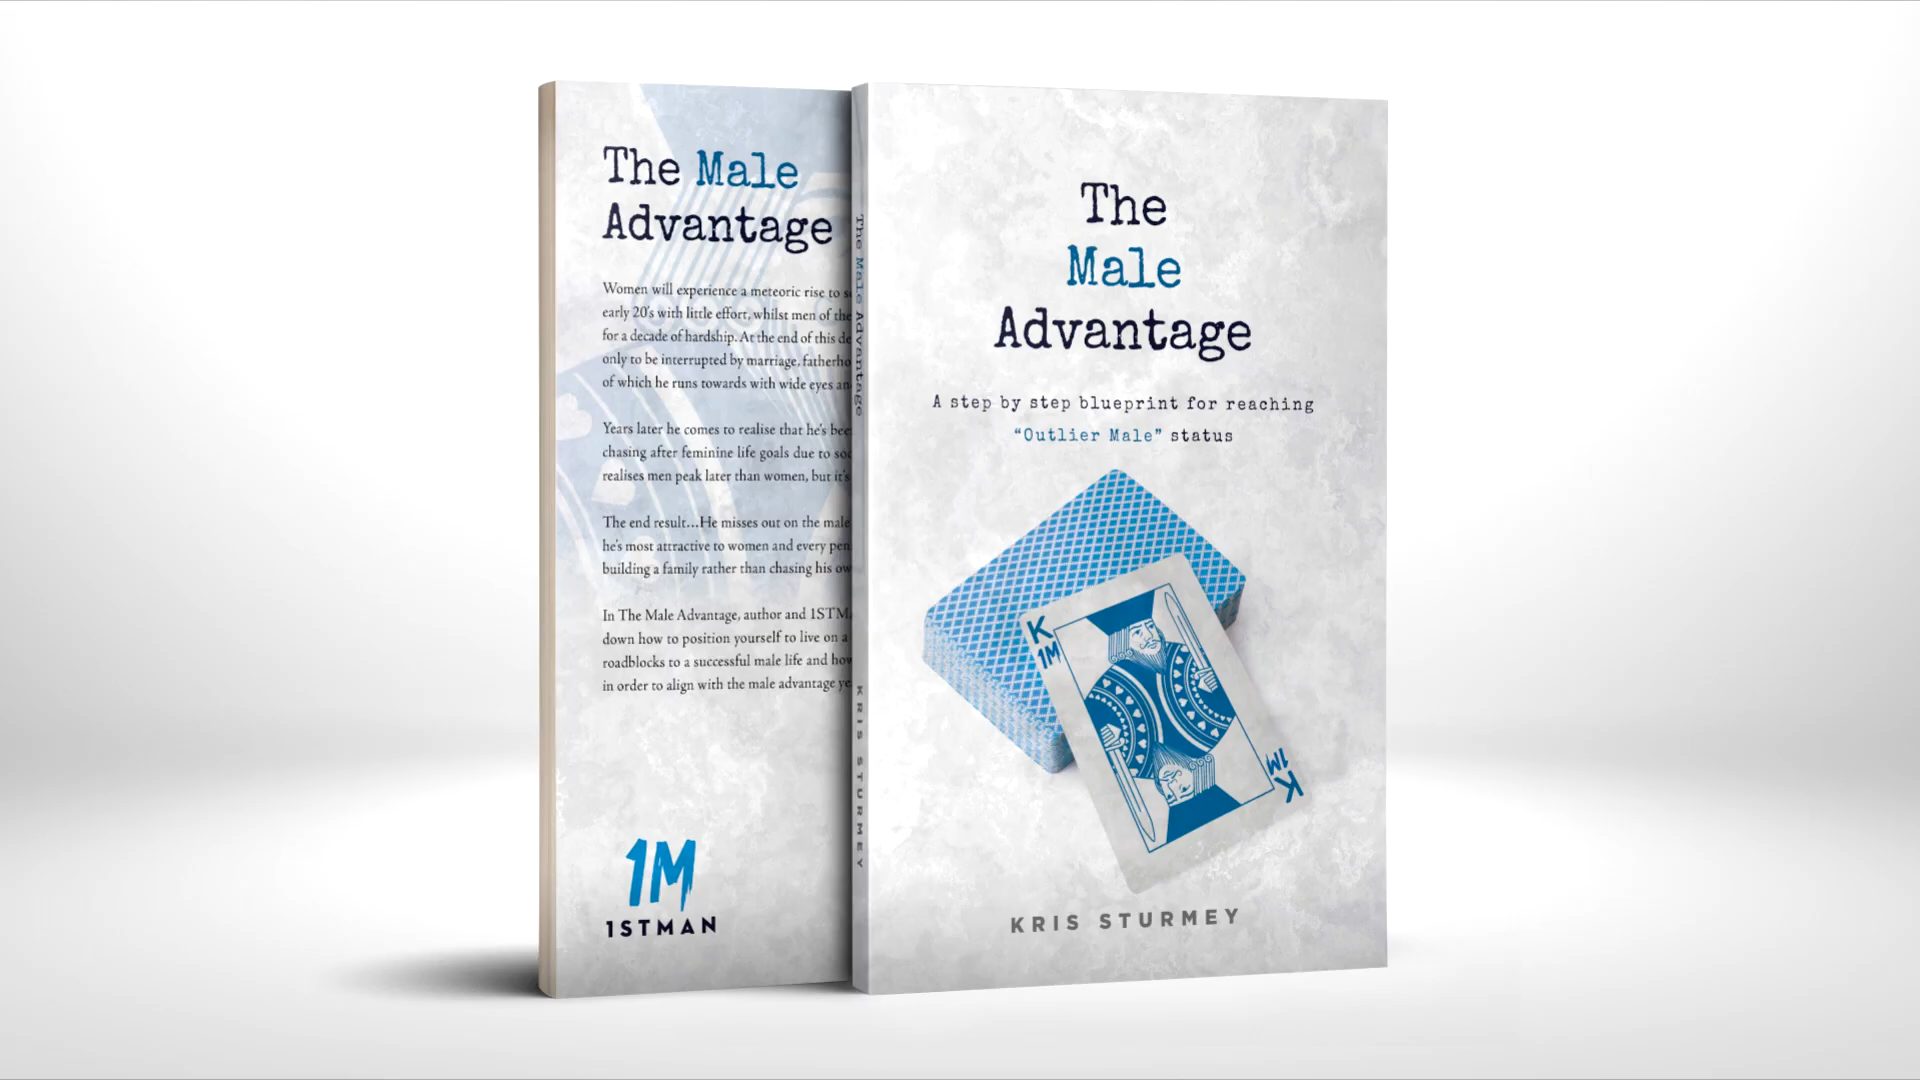 The Male
Advantage
Women will experience a meteoric rise to
early 20's with little effort, whilst men of
for a decade of hardship. At the end of this
only to be interrupted by marriage,
of which he runs towards with wide eyes
Years later he comes to realise that he's
chasing after feminine life goals due to
realises men peak later than women, but it's
The end result...He misses out on the male
he's most attractive to women and every
building a family rather than chasing his
In The Male Advantage, author and
down how to position yourself to live on a
roadblocks to a successful male life and
in order to align with the male advantage
1M
1STMAN
The Male Advantage
KRIS STURMEY
The
Male
Advantage
A step by step blueprint for reaching
“Outlier Male” status
K
1M
K
1M
KRIS STURMEY